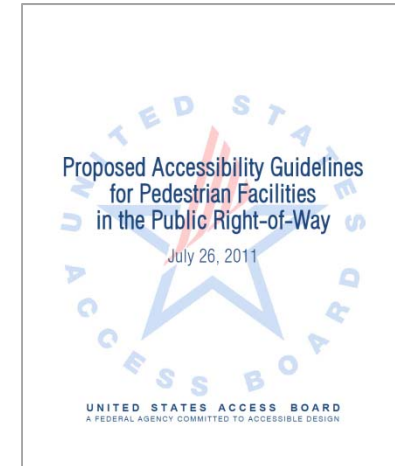 UNITED STATES
ACCESS BOARD
Proposed Accessibility Guidelines
for Pedestrian Facilities
in the Public Right-of-Way
July 26, 2011
UNITED STATES ACCESS BOARD
A FEDERAL AGENCY COMMITTED TO ACCESSIBLE DESIGN